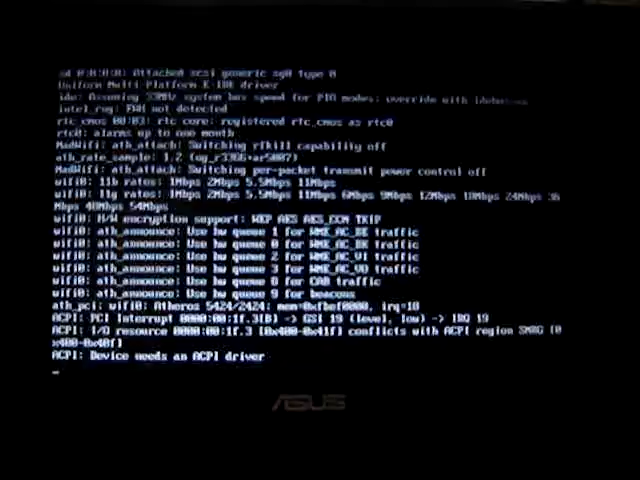 sd 0:0:0:0: Attached scsi generic sg0 type 0
Uniform Multi-Platform E-IDE driver
ide: Assuming 33MHz system bus speed for PIO modes; override with
intel_rng: FWH not detected
rtc_cmos 00:03: rtc core: registered rtc_cmos as rtc0
rtc0: alarms up to one month
MadWifi: ath_attach: Switching rfkill capability off
ath_rate_sample: 1.2
MadWifi: ath_attach: Switching per-packet transmit power control off
wifi0: 11b rates: 1Mbps 2Mbps 5.5Mbps 11Mbps
wifi0: 11g rates: 1Mbps 2Mbps 5.5Mbps 11Mbps 6Mbps 9Mbps 12Mbps 18Mbps 24Mbps 36
Mbps 48Mbps 54Mbps
wifi0: H/W encryption support: WEP AES AES_CCM TKIP
wifi0: ath_announce: Use hw queue 1 for WME_AC_BE traffic
wifi0: ath_announce: Use hw queue 0 for WME_AC_BK traffic
wifi0: ath_announce: Use hw queue 2 for WME_AC_VI traffic
wifi0: ath_announce: Use hw queue 3 for WME_AC_VO traffic
wifi0: ath_announce: Use hw queue 8 for CAB traffic
wifi0: ath_announce: Use hw queue 9 for beacons
ath_pci: wifi0: Atheros 5424/2424: mem=0xfbef0000, irq=18
ACPI: PCI Interrupt 0000:00:1f.3[B] -> GSI 19 (level, low) -> IRQ 19
ACPI: I/O resource 0000:00:1f.3 [0x400-0x41f] conflicts with ACPI region SMRG [0
x400-0x40f]
ACPI: Device needs an ACPI driver
ASUS